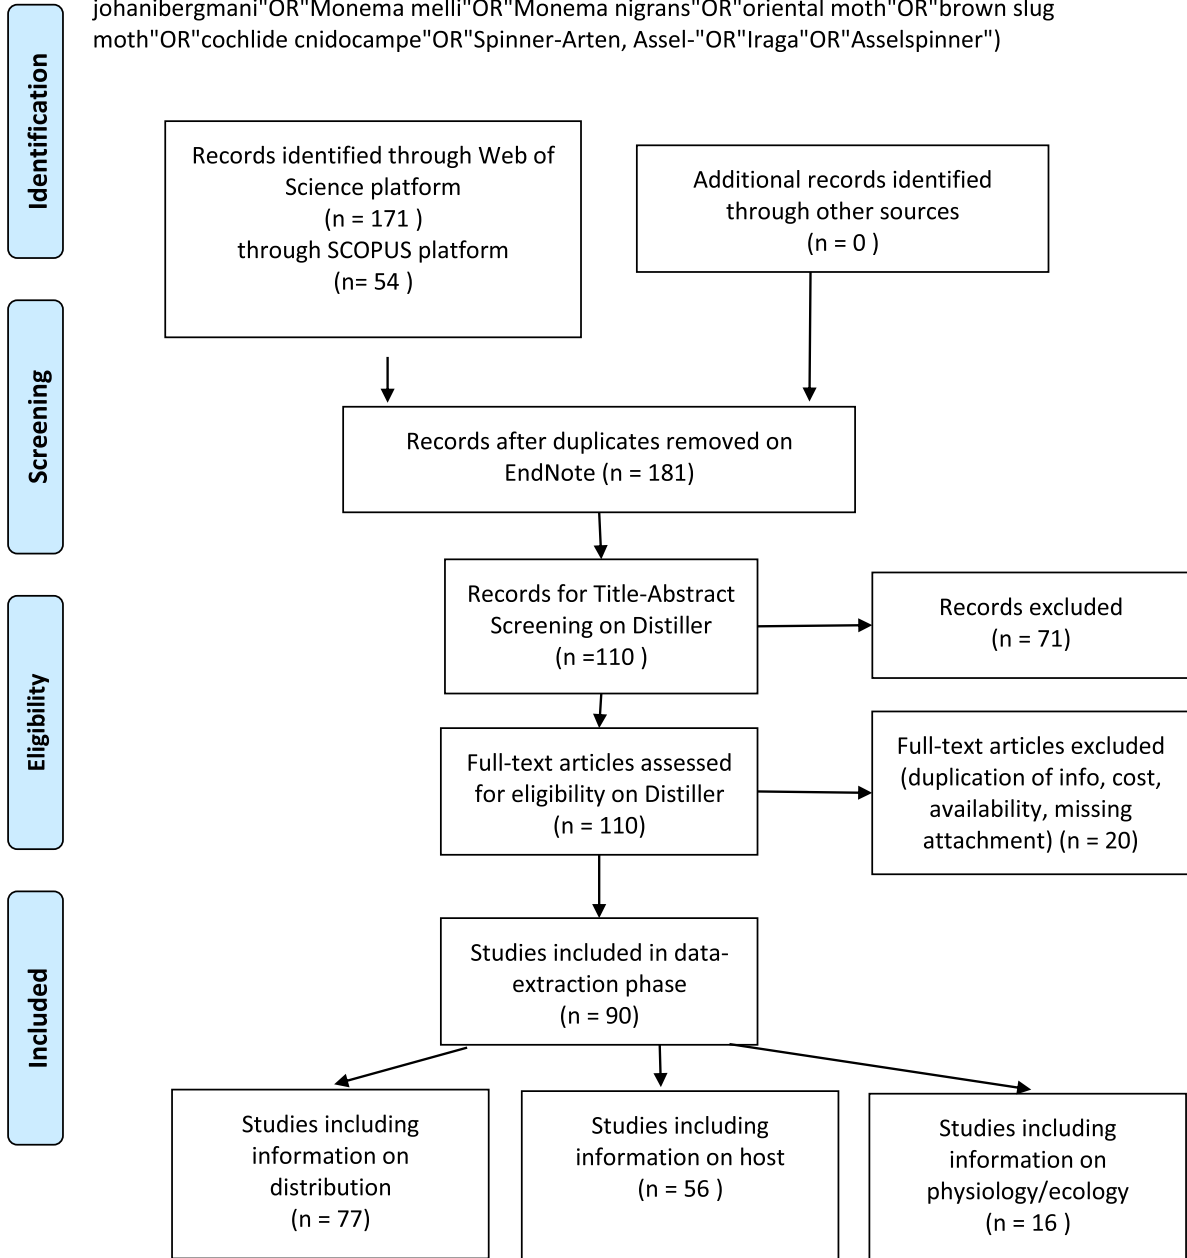 johanibergmani"OR"Monema melli"OR"Monema nigrans"OR"oriental moth"OR"brown slug
moth"OR"cochlide cnidocampe"OR"Spinner-Arten, Assel-"OR"Iraga"OR"Asselspinner")
Identification
Records identified through Web of
Science platform
(n = 171 )
through SCOPUS platform
(n= 54 )
Additional records identified
through other sources
(n = 0 )
Screening
Records after duplicates removed on
EndNote (n = 181)
Records for Title-Abstract
Screening on Distiller
(n =110 )
Records excluded
(n = 71)
Eligibility
Full-text articles assessed
for eligibility on Distiller
(n = 110)
Full-text articles excluded
(duplication of info, cost,
availability, missing
attachment) (n = 20)
Included
Studies included in data-
extraction phase
(n = 90)
Studies including
information on
distribution
(n = 77)
Studies including
information on host
(n = 56 )
Studies including
information on
physiology/ecology
(n = 16 )